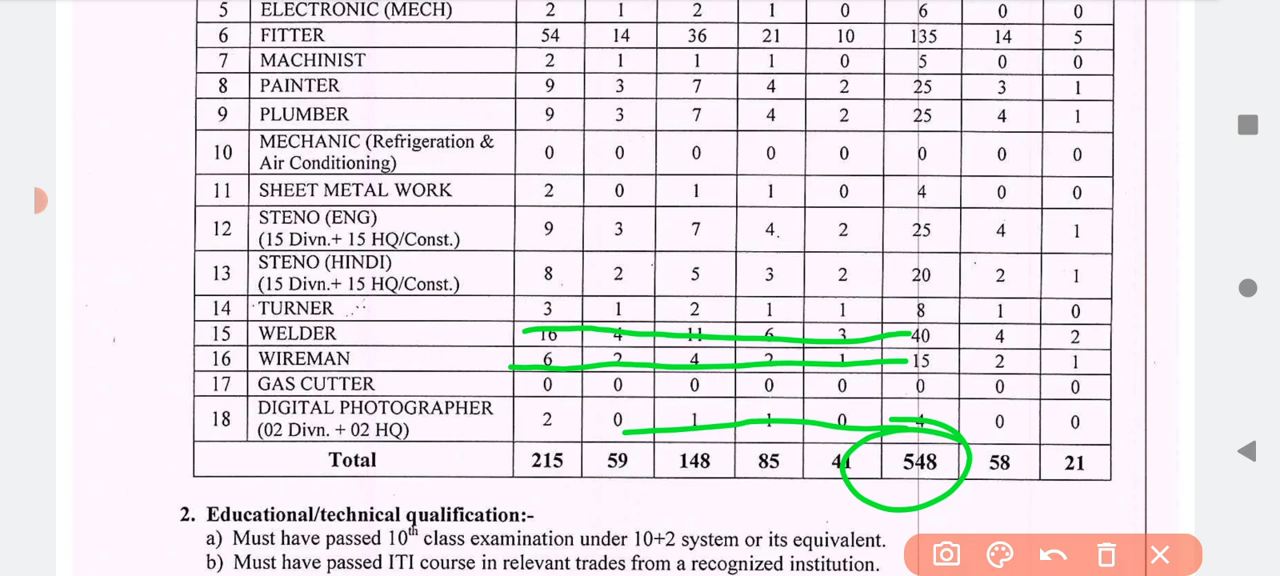 5 ELECTRONIC (MECH) 2 1 2 1 0 6 0 0
6 FITTER 54 14 36 21 10 135 14 5
7 MACHINIST 2 1 1 1 0 5 0 0
8 PAINTER 9 3 7 4 2 25 3 1
9 PLUMBER 9 3 7 4 2 25 4 1
10 MECHANIC (Refrigeration &
Air Conditioning) 0 0 0 0 0 0 0 0
11 SHEET METAL WORK 2 0 1 1 0 4 0 0
12 STENO (ENG)
(15 Divn.+ 15 HQ/Const.) 9 3 7 4. 2 25 4 1
13 STENO (HINDI)
(15 Divn.+ 15 HQ/Const.) 8 2 5 3 2 20 2 1
14 TURNER 3 1 2 1 1 8 1 0
15 WELDER 16 4 11 6 3 40 4 2
16 WIREMAN 6 2 4 2 1 15 2 1
17 GAS CUTTER 0 0 0 0 0 0 0 0
18 DIGITAL PHOTOGRAPHER
(02 Divn. + 02 HQ) 2 0 1 1 0 4 0 0
Total 215 59 148 85 41 548 58 21
2. Educational/technical qualification:-
a) Must have passed 10th class examination under 10+2 system or its equivalent.
b) Must have passed ITI course in relevant trades from a recognized institution.